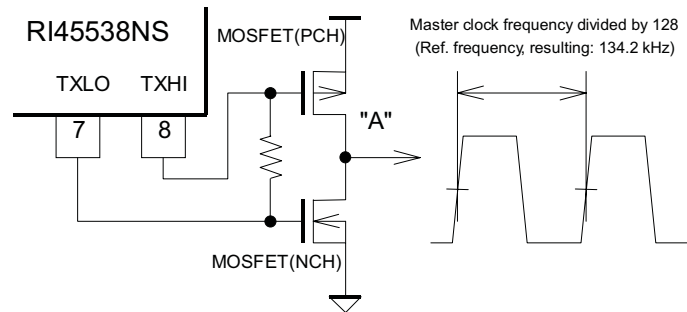 RI45538NS
TXLO TXHI
7 8
MOSFET(PCH)
"A"
MOSFET(NCH)
Master clock frequency divided by 128
(Ref. frequency, resulting: 134.2 kHz)